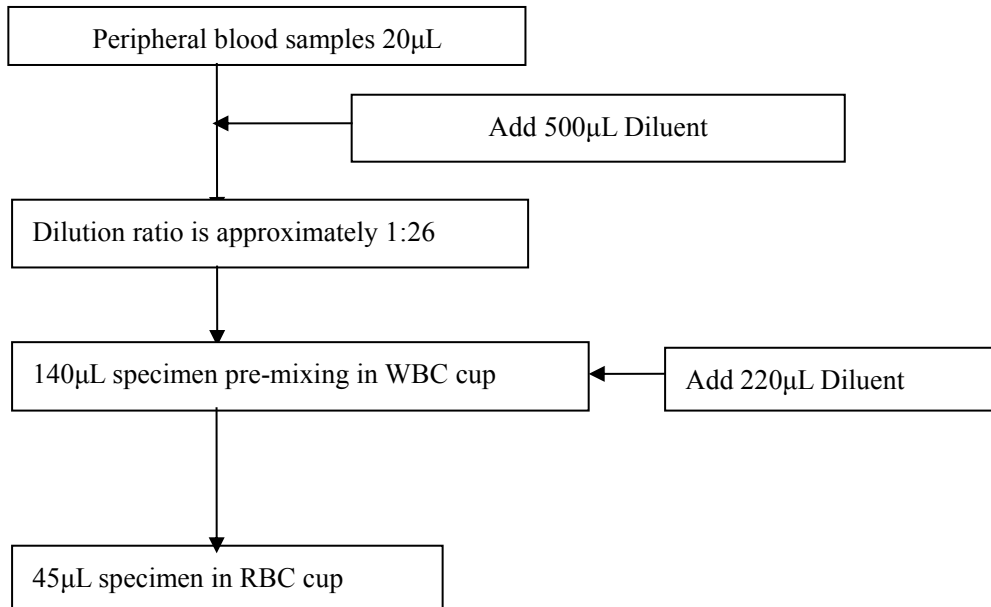 Peripheral blood samples 20μL
Add 500μL Diluent
Dilution ratio is approximately 1:26
140μL specimen pre-mixing in WBC cup
Add 220μL Diluent
45μL specimen in RBC cup